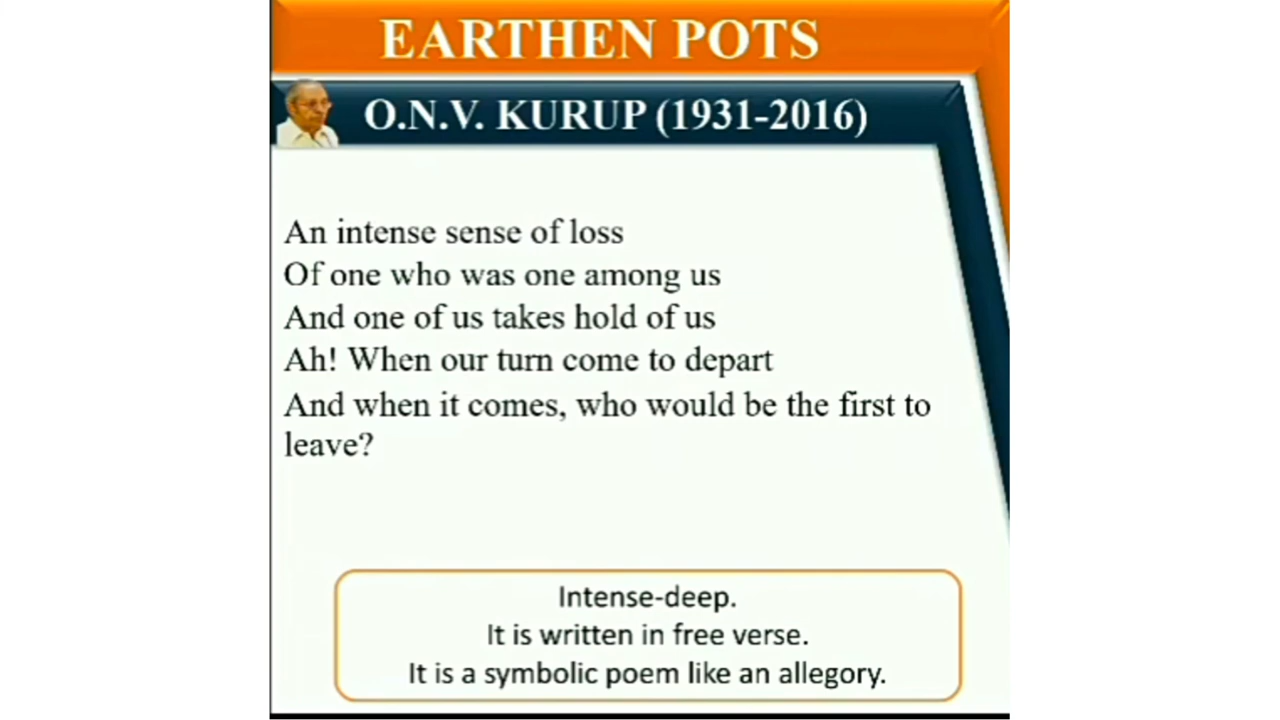 EARTHEN POTS
O.N.V. KURUP (1931-2016)
An intense sense of loss
Of one who was one among us
And one of us takes hold of us
Ah! When our turn come to depart
And when it comes, who would be the first to
leave?
Intense-deep.
It is written in free verse.
It is a symbolic poem like an allegory.